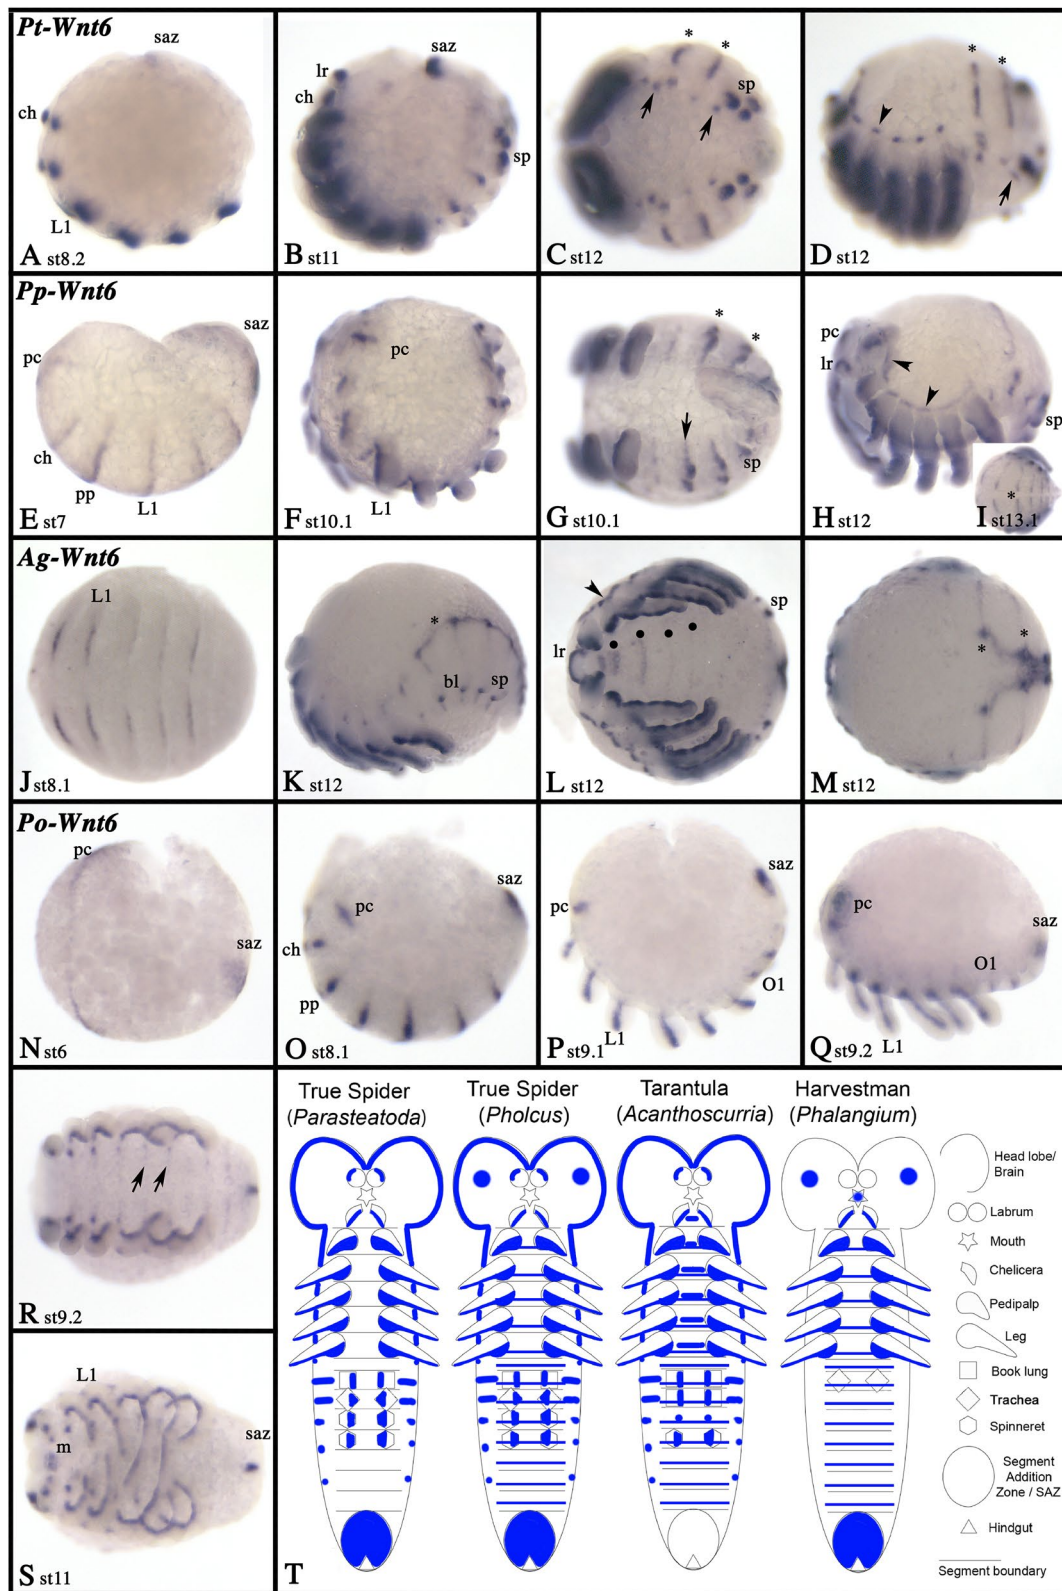 Pt-Wnt6
saz
ch
L1
A st8.2
saz
lr
ch
sp
B st11
*
*
sp
C st12
*
*
D st12
Pp-Wnt6
saz
pc
ch
pp
L1
E st7
pc
L1
F st10.1
*
*
sp
G st10.1
pc
lr
sp
H st12
*
I st13.1
Ag-Wnt6
L1
J st8.1
*
bl
sp
K st12
sp
lr
L st12
*
*
M st12
Po-Wnt6
pc
saz
N st6
saz
pc
ch
pp
O st8.1
saz
pc
O1
P st9.1 L1
pc
saz
O1
Q st9.2 L1
R st9.2
L1
m
saz
S st11
True Spider
(Parasteatoda)
True Spider
(Pholcus)
Tarantula
(Acanthoscurria)
Harvestman
(Phalangium)
Head lobe/
Brain
Labrum
Mouth
Chelicera
Pedipalp
Leg
Book lung
Trachea
Spinneret
Segment
Addition
Zone / SAZ
Hindgut
Segment boundary
T